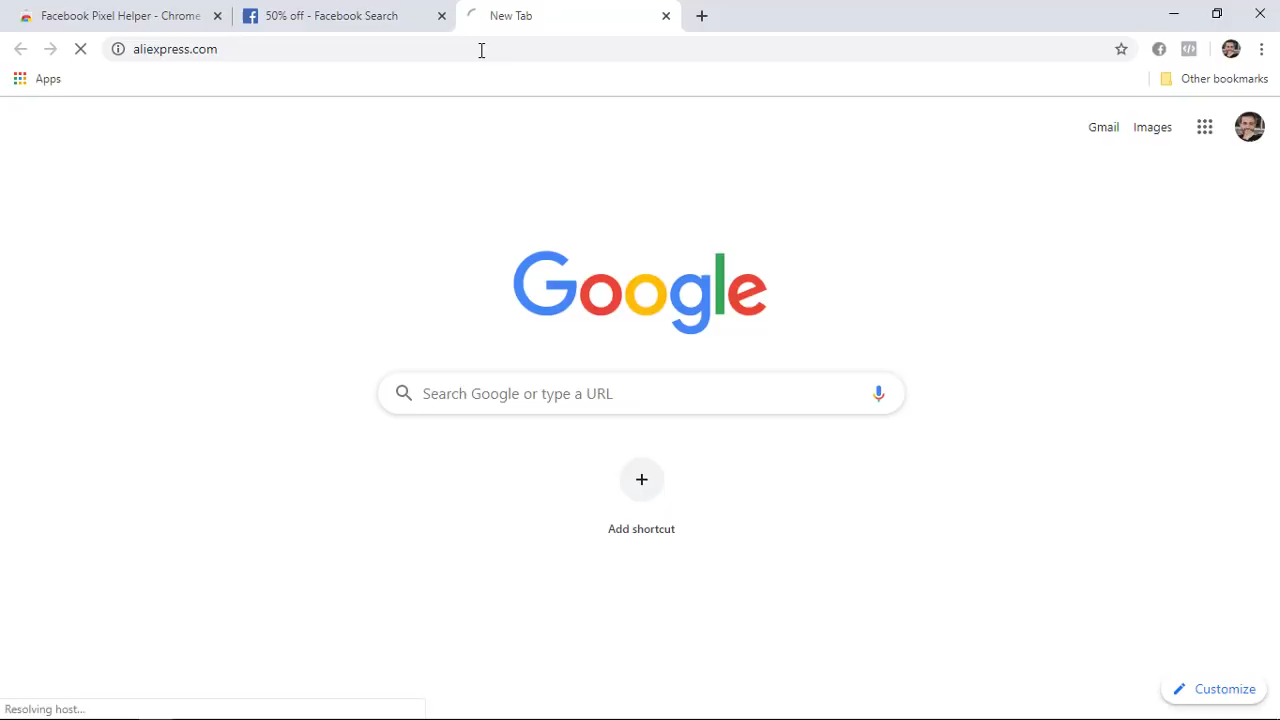 Facebook Pixel Helper - Chrome
50% off - Facebook Search
New Tab
aliexpress.com
Apps
Other bookmarks
Gmail Images
Google
Search Google or type a URL
Add shortcut
Customize
Resolving host...